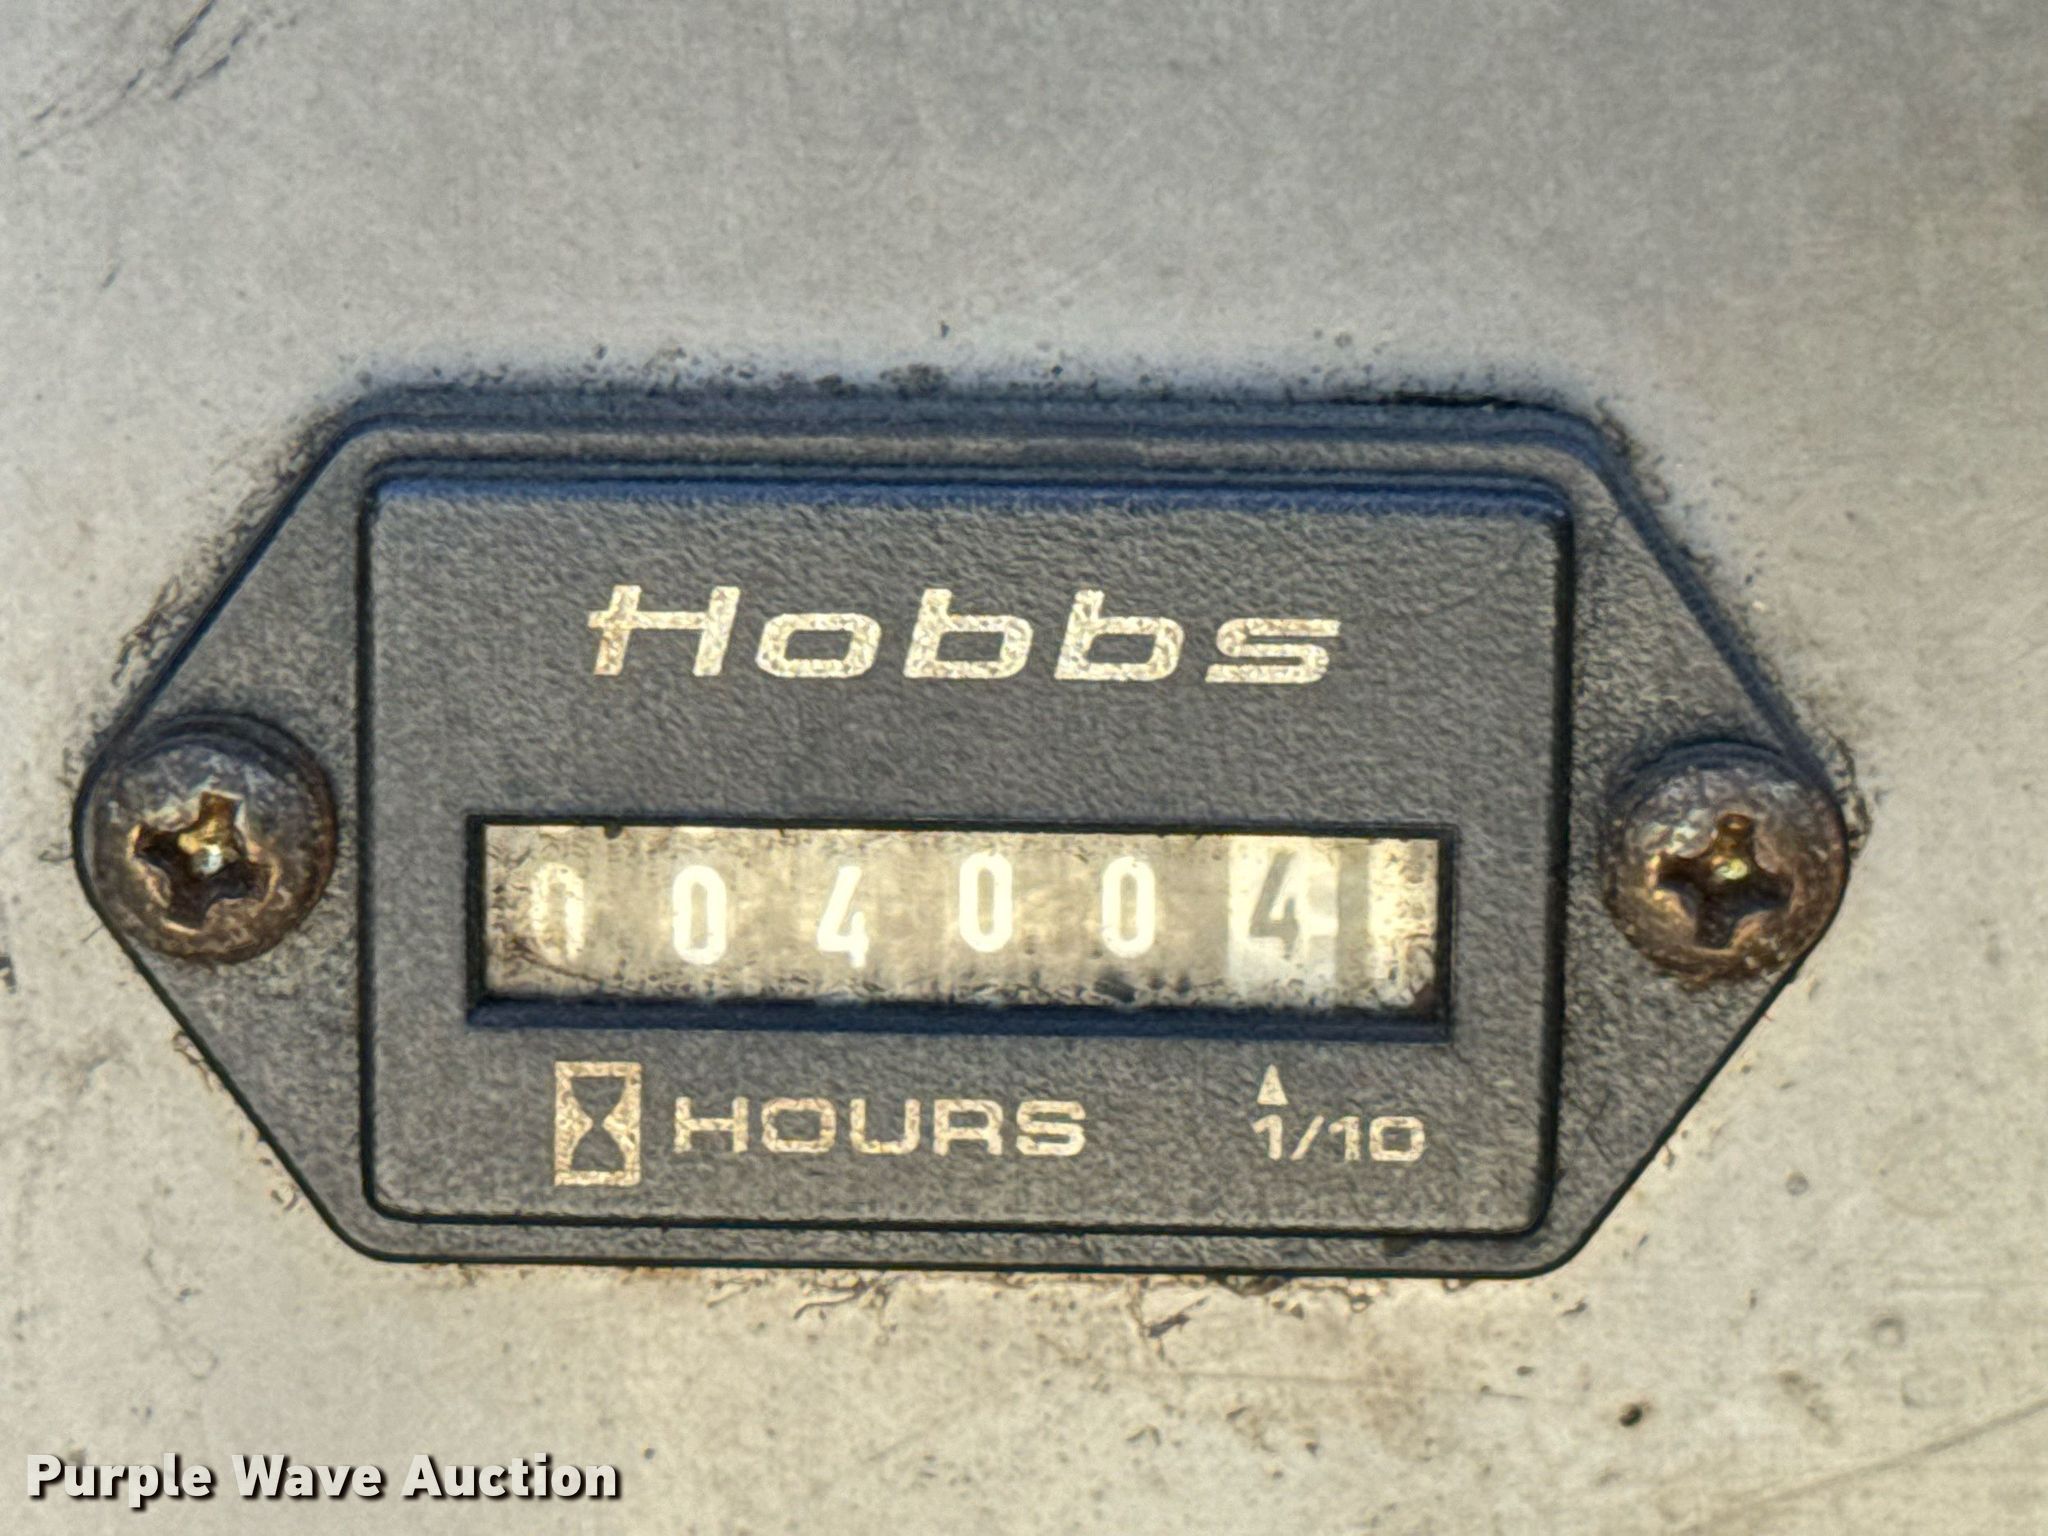 Hobbs
004004
HOURS
1/10
Purple Wave Auction